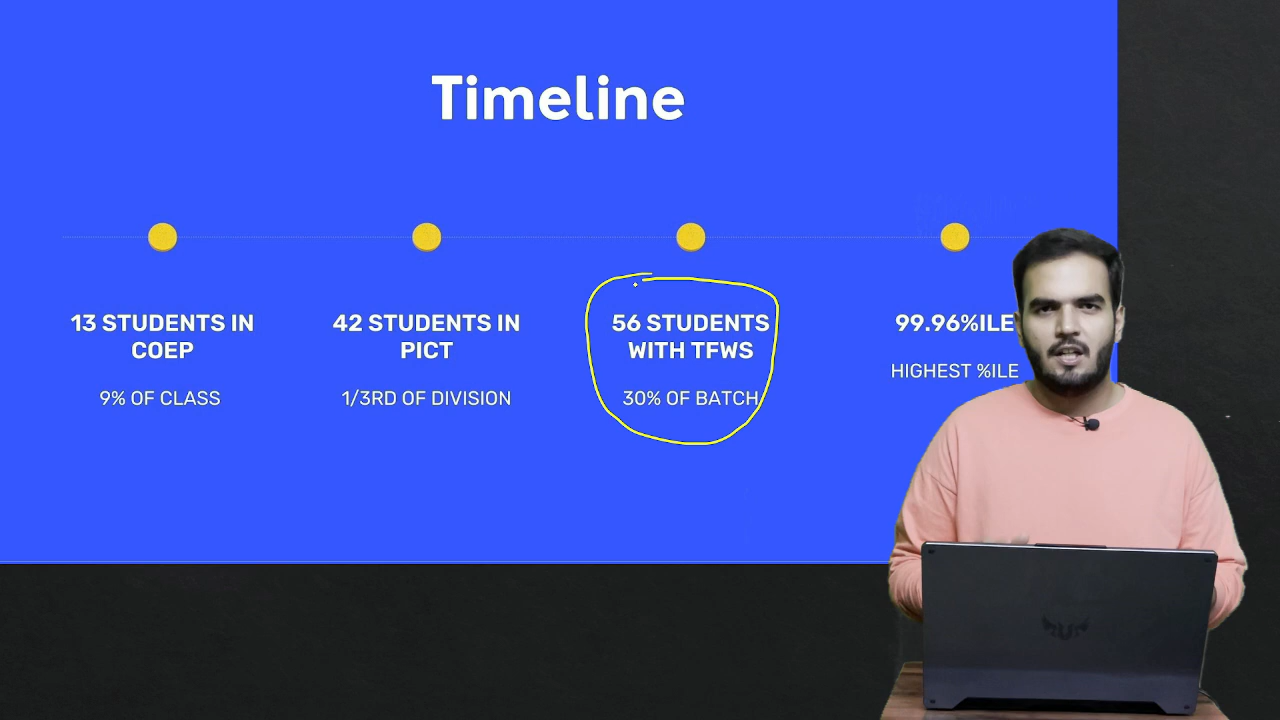 Timeline
13 STUDENTS IN
COEP
9% OF CLASS
42 STUDENTS IN
PICT
1/3RD OF DIVISION
56 STUDENTS
WITH TFWS
30% OF BATCH
99.96%ILE
HIGHEST %ILE